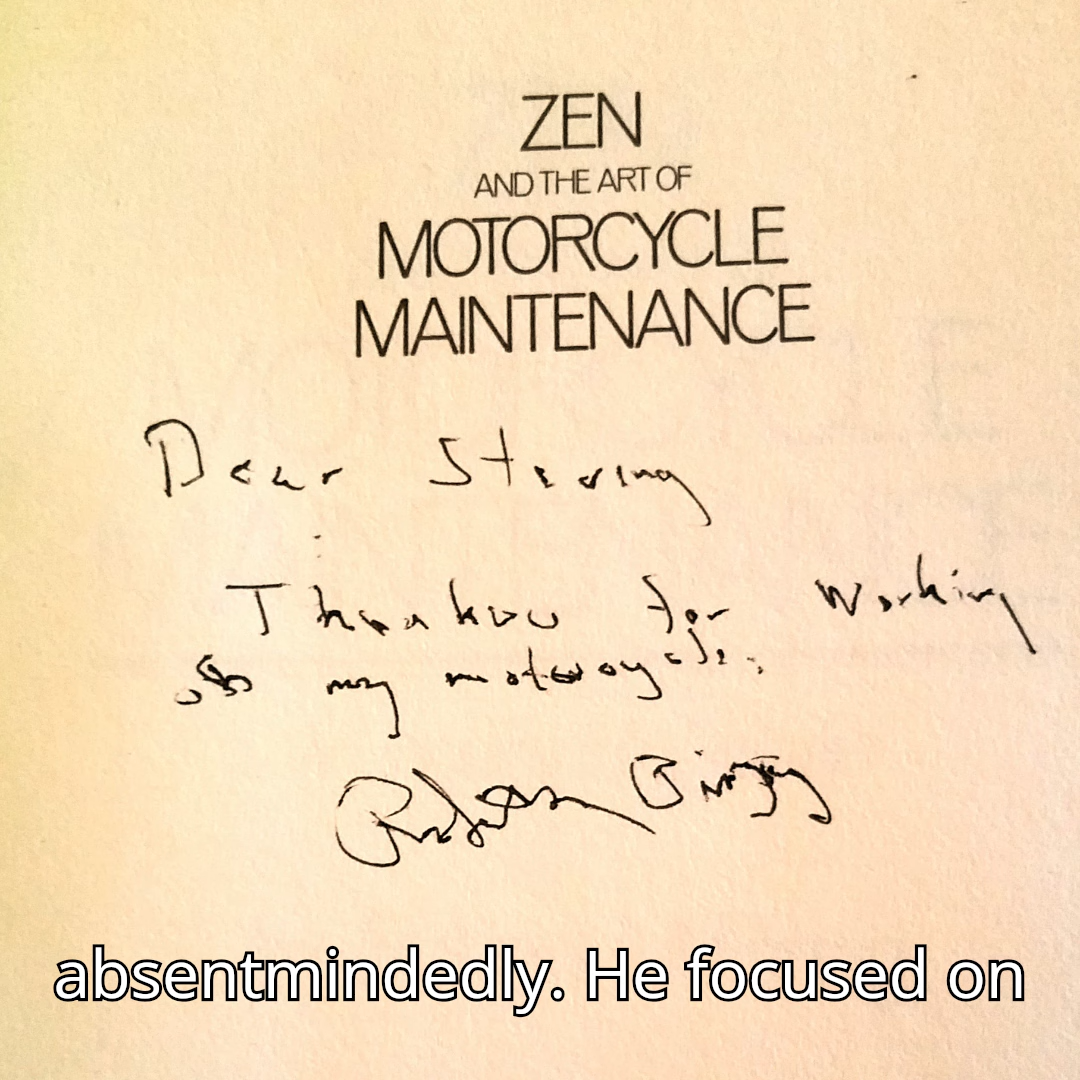 ZEN
AND THE ART OF
MOTORCYCLE
MAINTENANCE
Dear
Thankyou for Working
on my motorcycle.
absentmindedly. He focused on